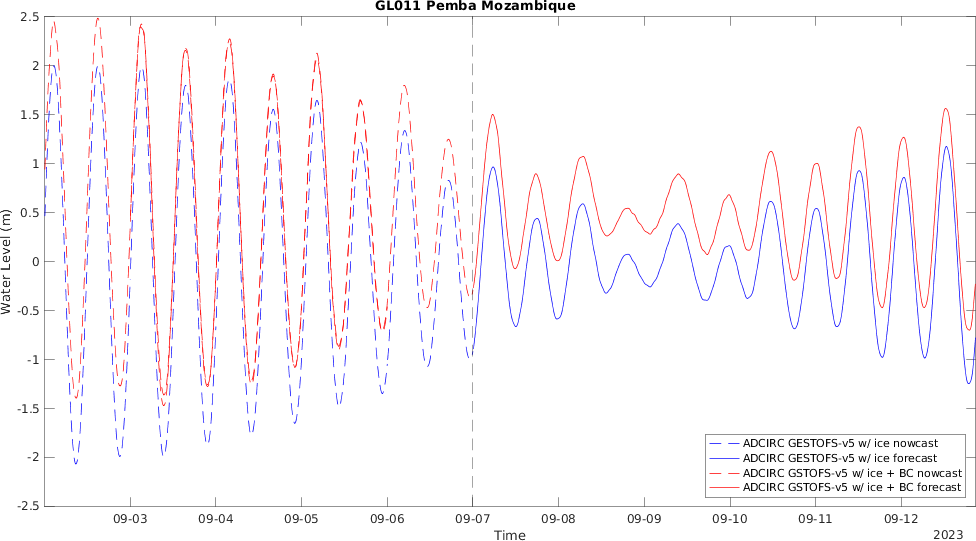 GL011 Pemba Mozambique
2.5
2
1.5
1
0.5
0
-0.5
-1
-1.5
-2
-2.5
Water Level (m)
ADCIRC GESTOFS-v5 w/ ice nowcast
ADCIRC GESTOFS-v5 w/ ice forecast
ADCIRC GSTOFS-v5 w/ ice + BC nowcast
ADCIRC GSTOFS-v5 w/ ice + BC forecast
09-03 09-04 09-05 09-06 09-07 09-08 09-09 09-10 09-11 09-12
Time
2023